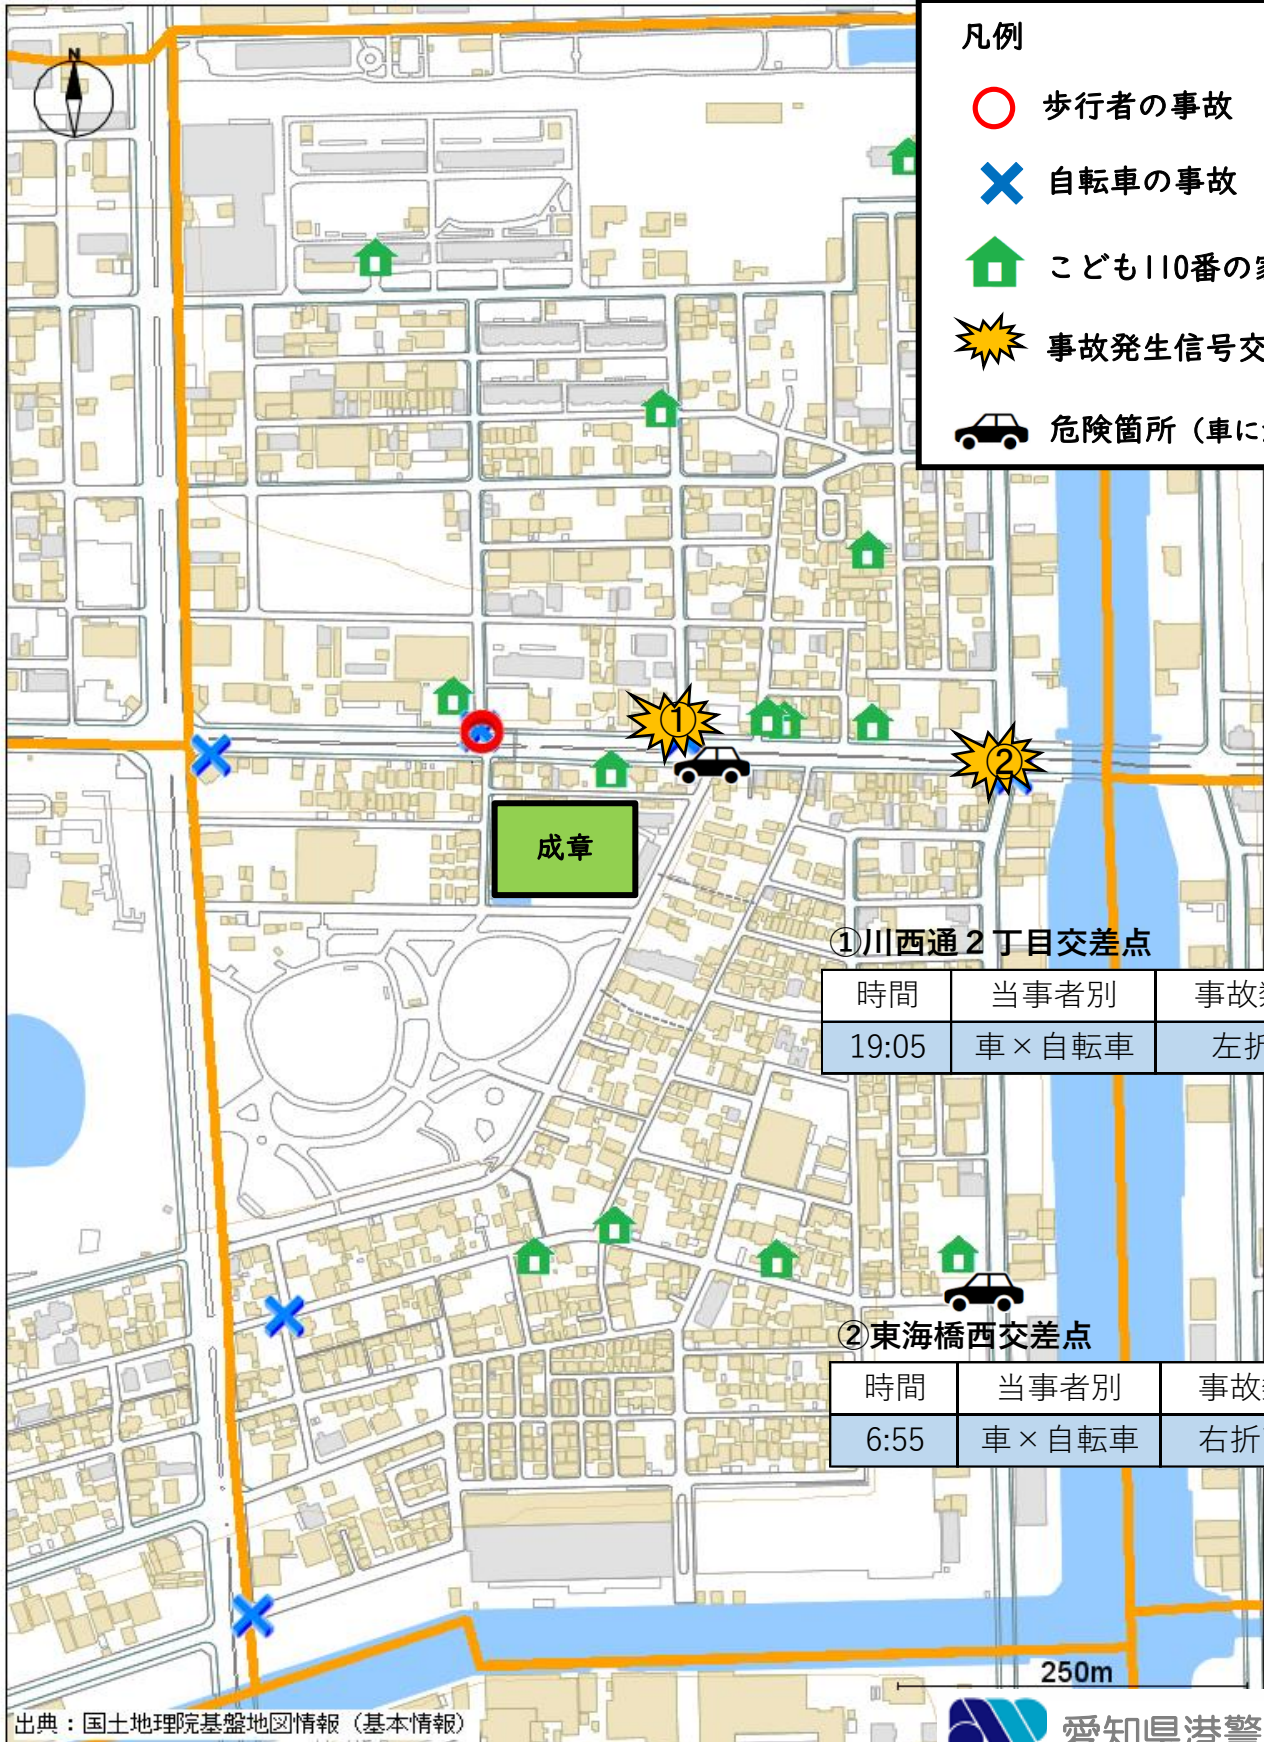 N
凡例
歩行者の事故
自転車の事故
こども110番の
事故発生信号交
危険箇所（車に
①
②
成章
①川西通２丁目交差点
時間 当事者別 事故
19:05 車×自転車 左折
②東海橋西交差点
時間 当事者別 事故
6:55 車×自転車 右折
250m
出典：国土地理院基盤地図情報（基本情報）
愛知県港警